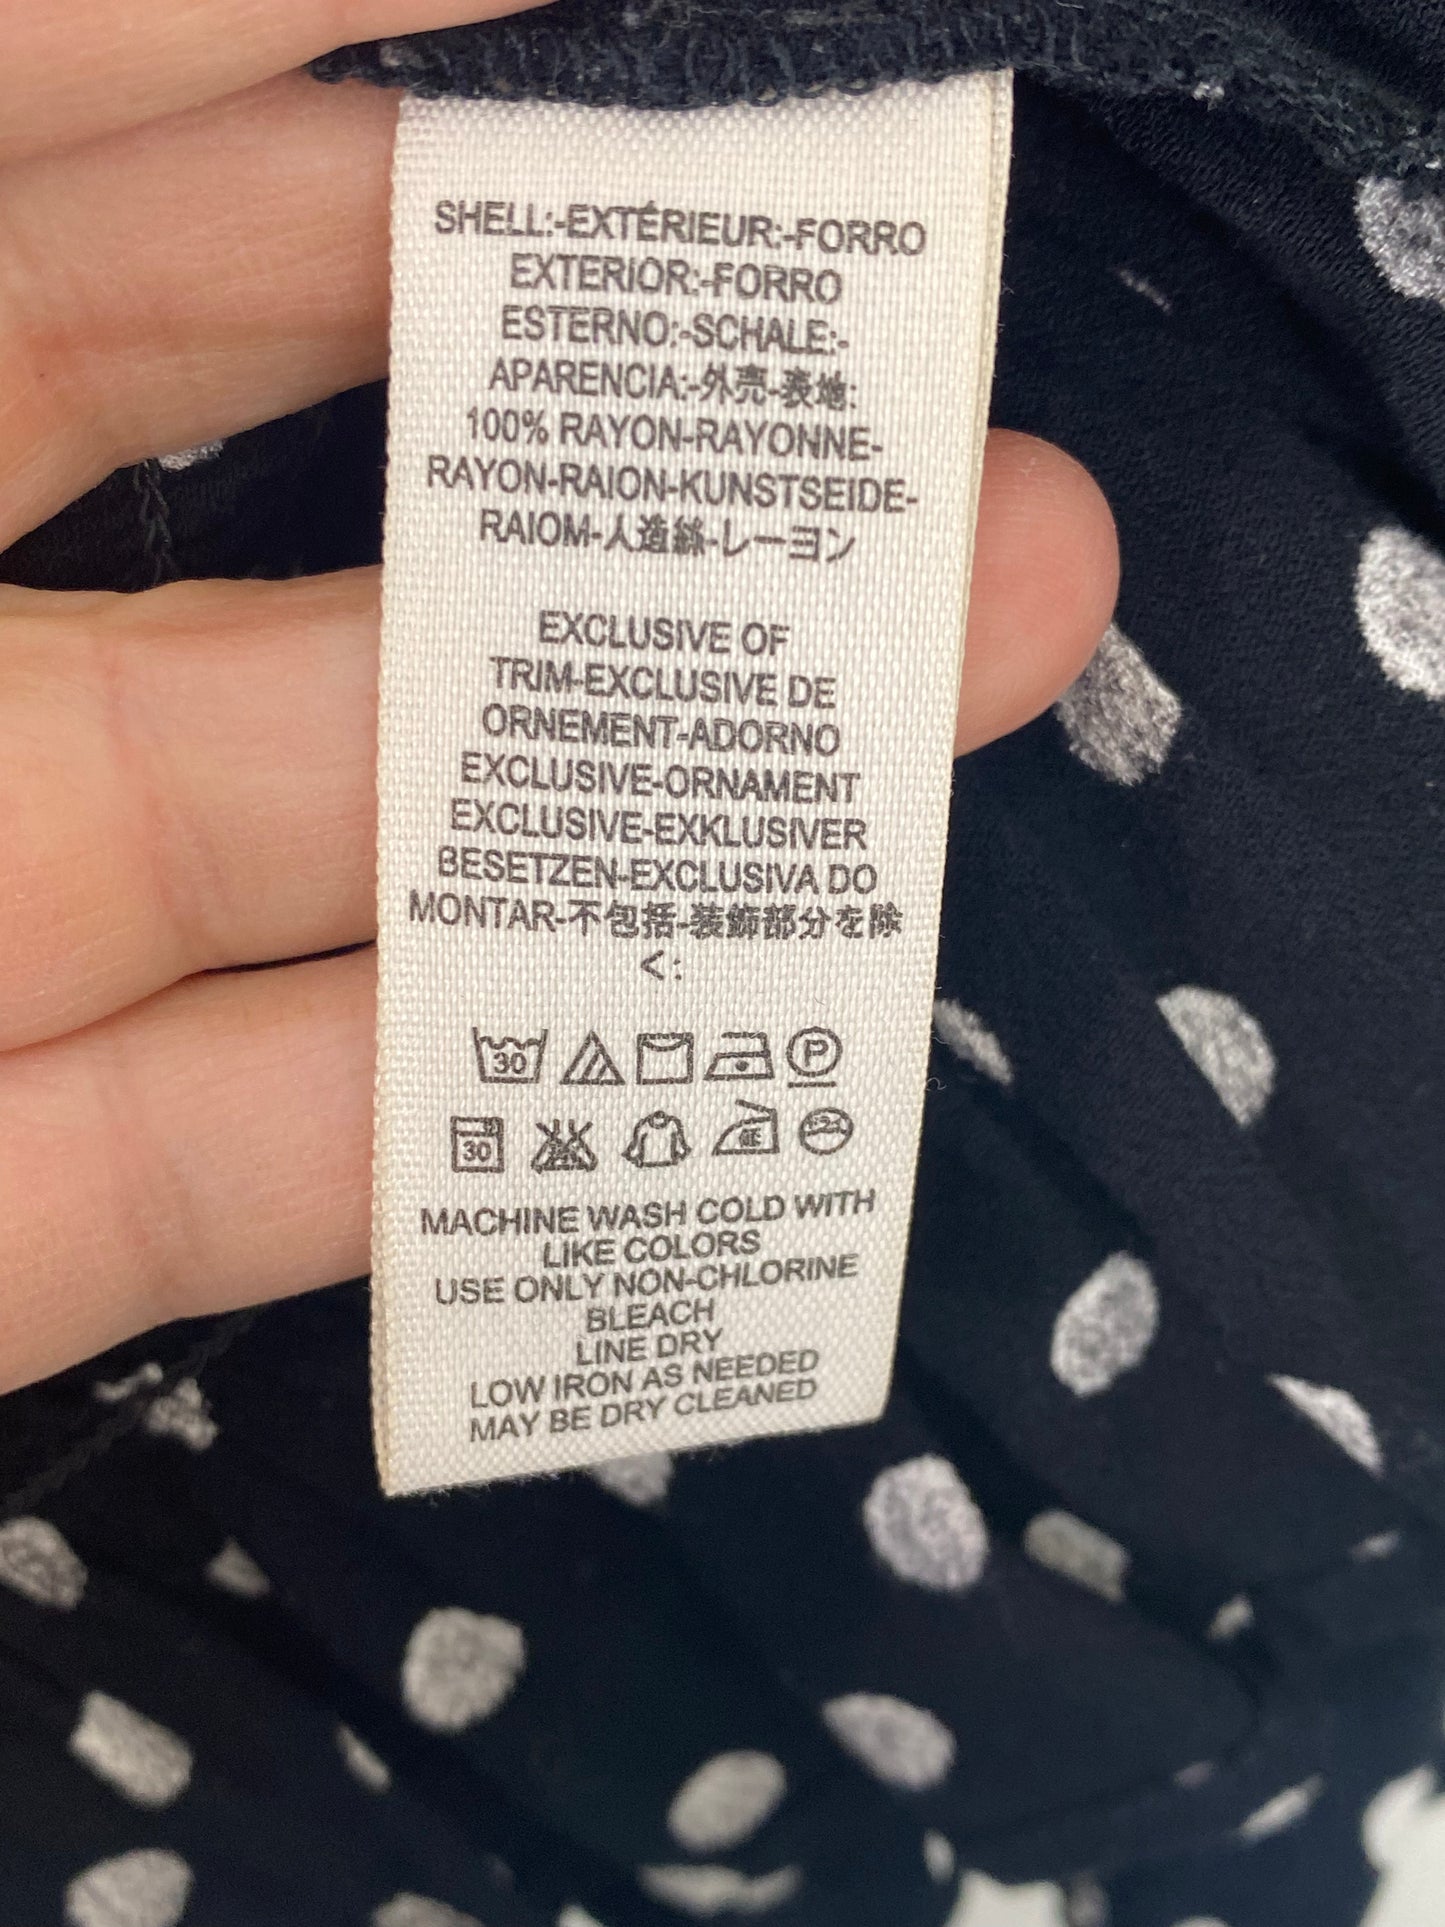 SHELL:-EXTÉRIEUR:-FORRO
EXTERIOR:-FORRO
ESTERNO:-SCHALE:-
APARENCIA:-外壳-表地:
100% RAYON-RAYONNE-
RAYON-RAION-KUNSTSEIDE-
RAIOM-人造絲-レーヨン
EXCLUSIVE OF
TRIM-EXCLUSIVE DE
ORNEMENT-ADORNO
EXCLUSIVE-ORNAMENT
EXCLUSIVE-EXKLUSIVER
BESETZEN-EXCLUSIVA DO
MONTAR-不包括-装飾部分を除
く:
30 P
30
MACHINE WASH COLD WITH
LIKE COLORS
USE ONLY NON-CHLORINE
BLEACH
LINE DRY
LOW IRON AS NEEDED
MAY BE DRY CLEANED